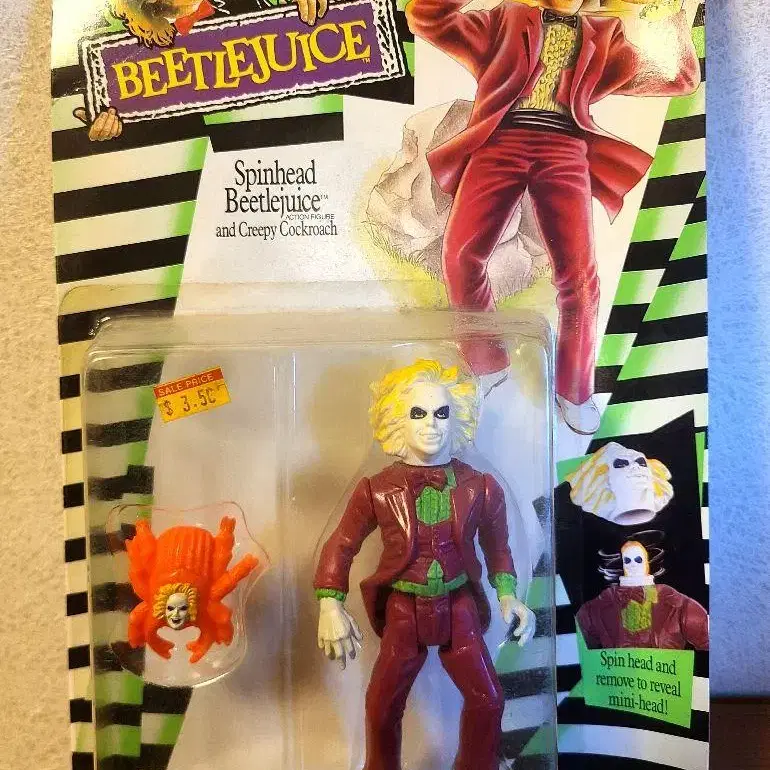 BEETLEJUICE™
Spinhead
Beetlejuice™
ACTION FIGURE
and Creepy Cockroach
SALE PRICE
$ 3.50
Spin head and
remove to reveal
mini-head!